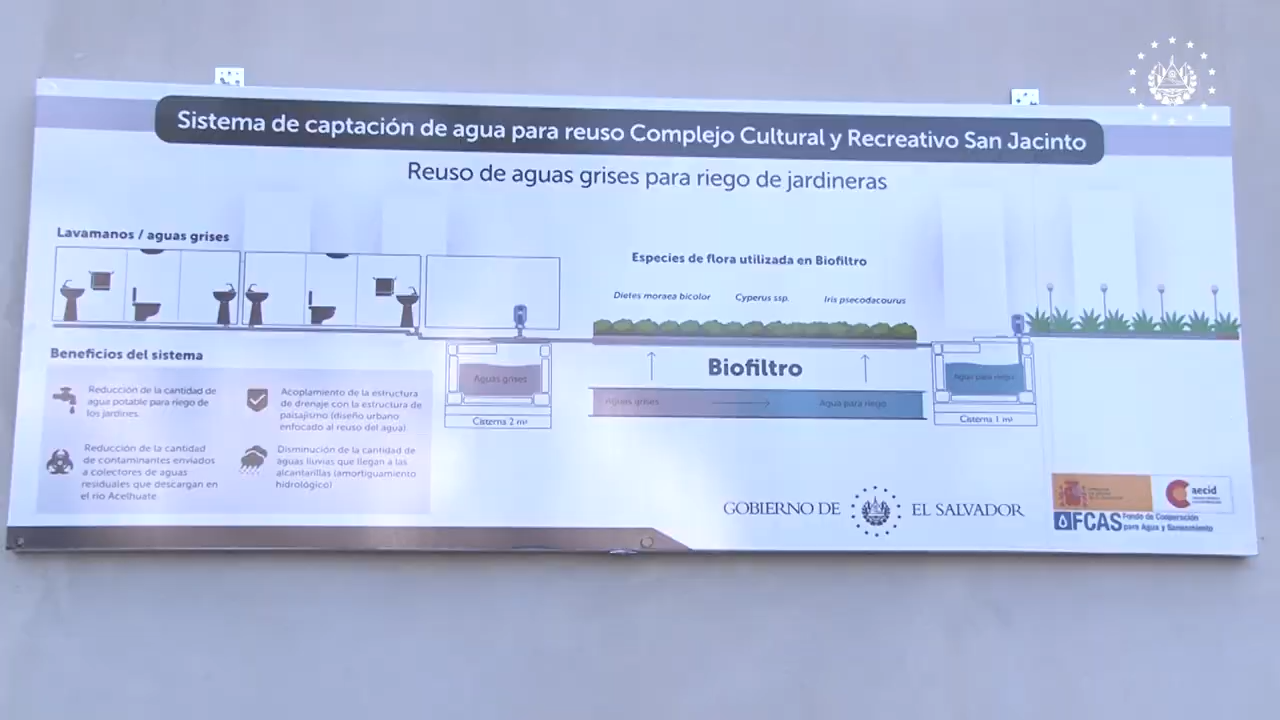 Sistema de captación de agua para reuso Complejo Cultural y Recreativo San Jacinto
Reuso de aguas grises para riego de jardineras
Lavamanos / aguas grises
Especies de flora utilizada en Biofiltro
Dietes moraea bicolor
Cyperus ssp.
Iris psecodacourus
Beneficios del sistema
Reducción de la cantidad de
agua potable para riego de
los jardines.
Acoplamiento de la estructura
de drenaje con la estructura de
paisajismo (diseño urbano
enfocado al reuso del agua)
Reducción de la cantidad
de contaminantes enviados
a colectores de aguas
residuales que descargan en
el río Acelhuate
Disminución de la cantidad de
aguas lluvias que llegan a las
alcantarillas (amortiguamiento
hidrológico)
Aguas grises
Cisterna 2 m³
Biofiltro
Aguas grises
Agua para riego
Agua para riego
Cisterna 1 m³
GOBIERNO DE
EL SALVADOR
aecid
FCAS
Fondo de Cooperación
para Agua y Saneamiento